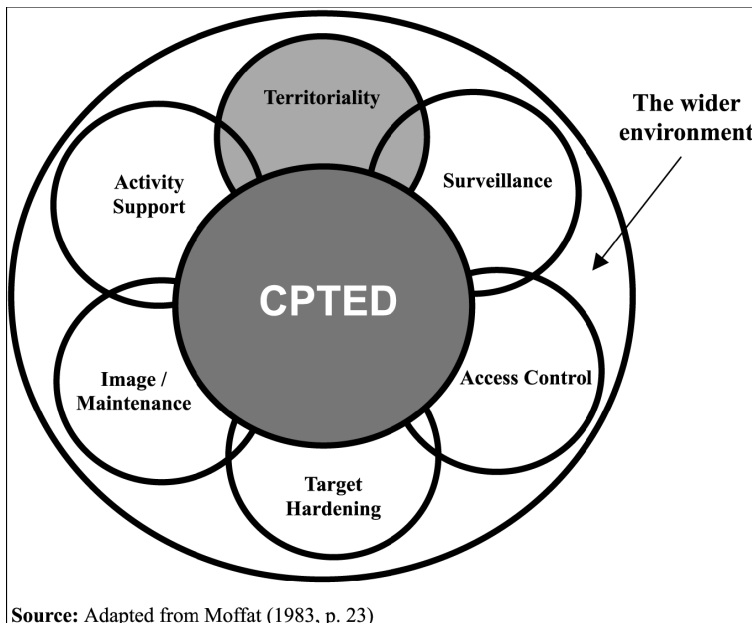 Territoriality
The wider
environment
Activity
Support
Surveillance
CPTED
Image /
Maintenance
Access Control
Target
Hardening
Source: Adapted from Moffat (1983, p. 23)